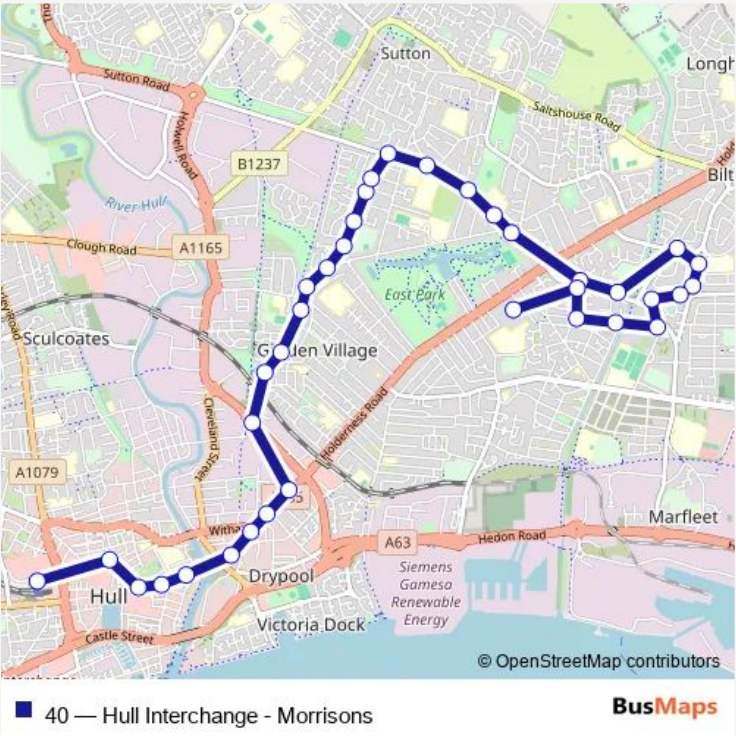 Sutton
Longh
Sutton Road
Saltshouse Road
Holwell Road
B1237
Bilt
River Hull
Clough Road
A1165
East Park
Sculcoates
Garden Village
Holderness Road
Cleveland Street
A1079
Marfleet
Witha
A63
Hedon Road
Drypool
Siemens
Gamesa
Renewable
Energy
Hull
Victoria Dock
Castle Street
© OpenStreetMap contributors
40 — Hull Interchange - Morrisons
BusMaps